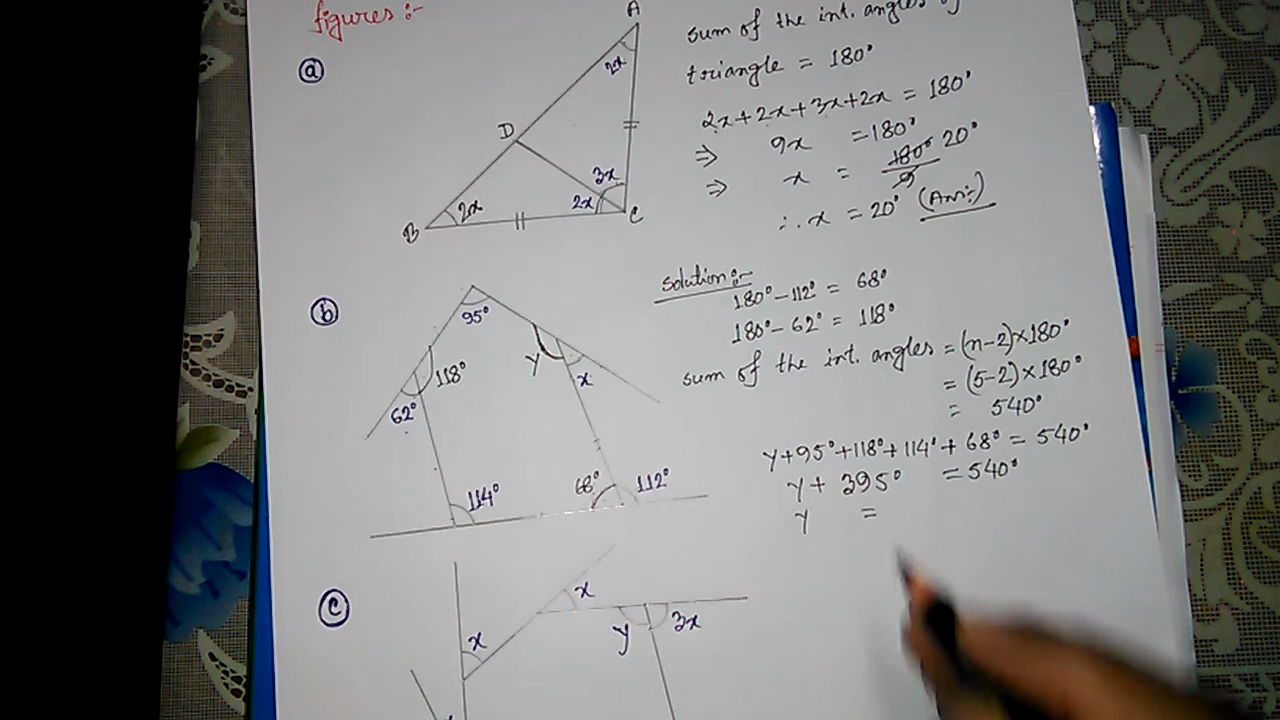 figures :-
(a)
A
2x
D
3x
2x
2x
B
C
sum of the int. angles
triangle = 180°
2x + 2x + 3x + 2x = 180°
⇒ 9x = 180°
⇒ x = 180°/9 20°
∴ x = 20° (Ans:-)
(b)
95°
118°
62°
y
x
114°
68°
112°
solution :-
180° - 112° = 68°
180° - 62° = 118°
sum of the int. angles = (n-2)×180°
= (5-2)×180°
= 540°
y + 95° + 118° + 114° + 68° = 540°
y + 395° = 540°
y =
(c)
x
x
y
3x